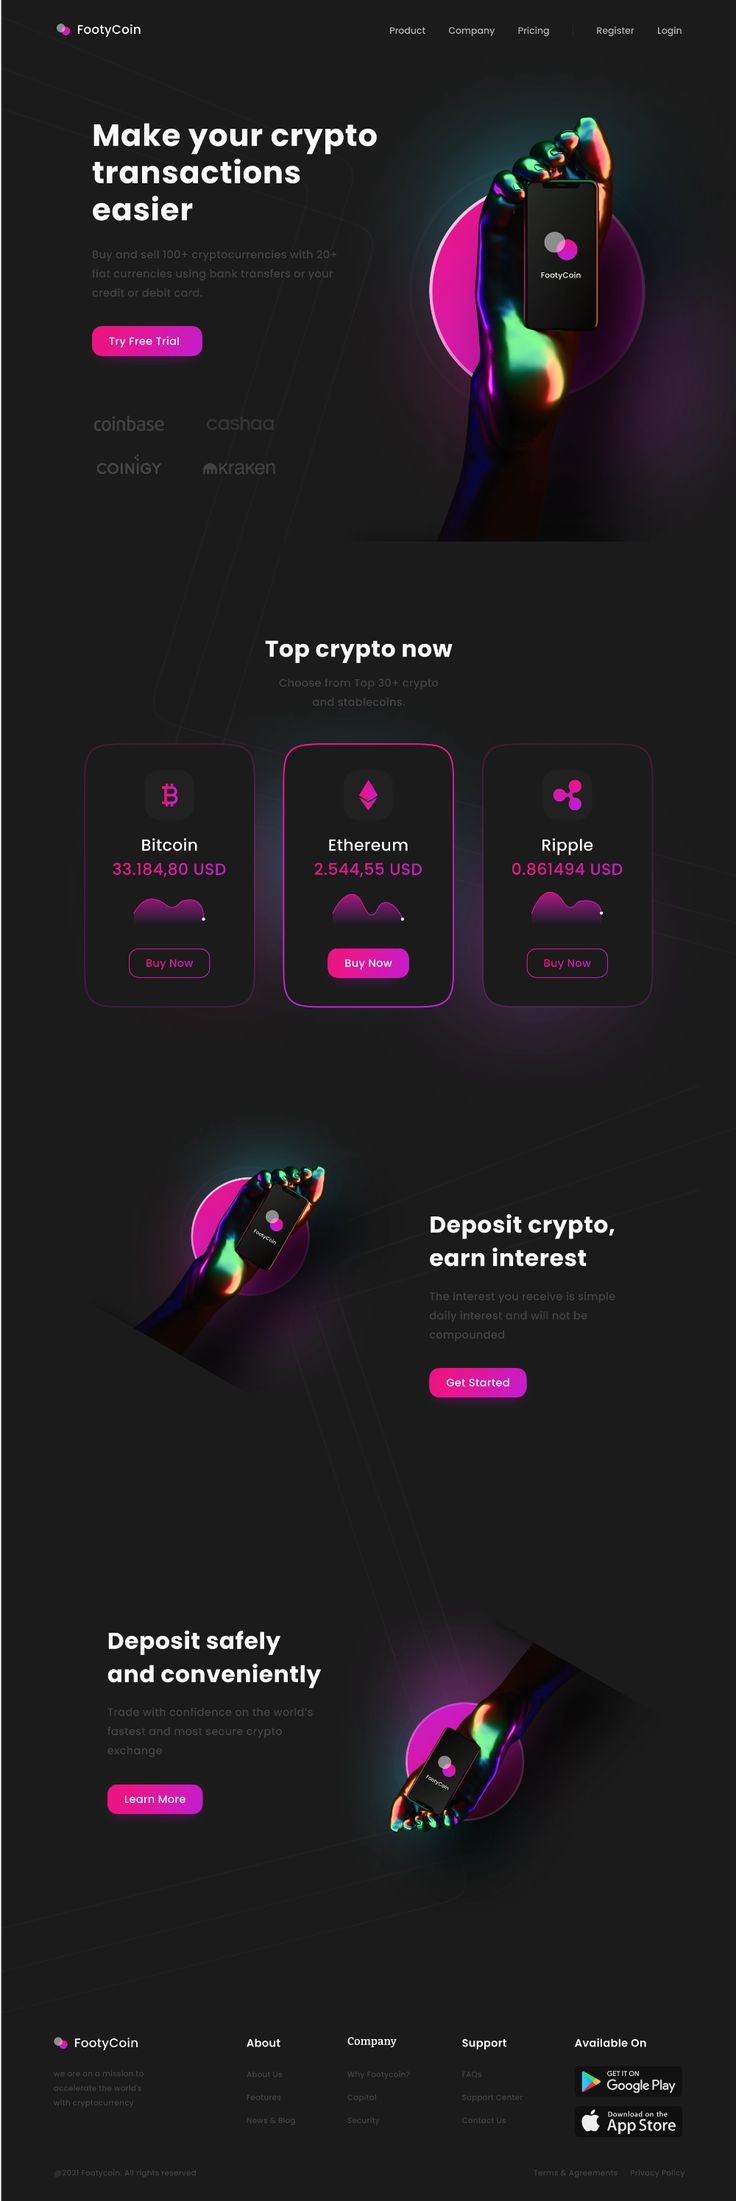 FootyCoin
Product Company Pricing Register Login
Make your crypto
transactions
easier
Buy and sell 100+ cryptocurrencies with 20+
fiat currencies using bank transfers or your
credit or debit card.
FootyCoin
Try Free Trial
coinbase cashaa
COINIGY kraken
Top crypto now
Choose from Top 30+ crypto
and stablecoins.
Bitcoin
33.184,80 USD
Buy Now
Ethereum
2.544,55 USD
Buy Now
Ripple
0.861494 USD
Buy Now
FootyCoin
Deposit crypto,
earn interest
The interest you receive is simple
daily interest and will not be
compounded
Get Started
Deposit safely
and conveniently
Trade with confidence on the world's
fastest and most secure crypto
exchange
Learn More
FootyCoin
FootyCoin
we are on a mission to
accelerate the world's
with cryptocurrency
About
About Us
Features
News & Blog
Company
Why Footycoin?
Capital
Security
Support
FAQs
Support Center
Contact Us
Available On
GET IT ON
Google Play
Download on the
App Store
@2021 Footycoin. All rights reserved
Terms & Agreements Privacy Policy